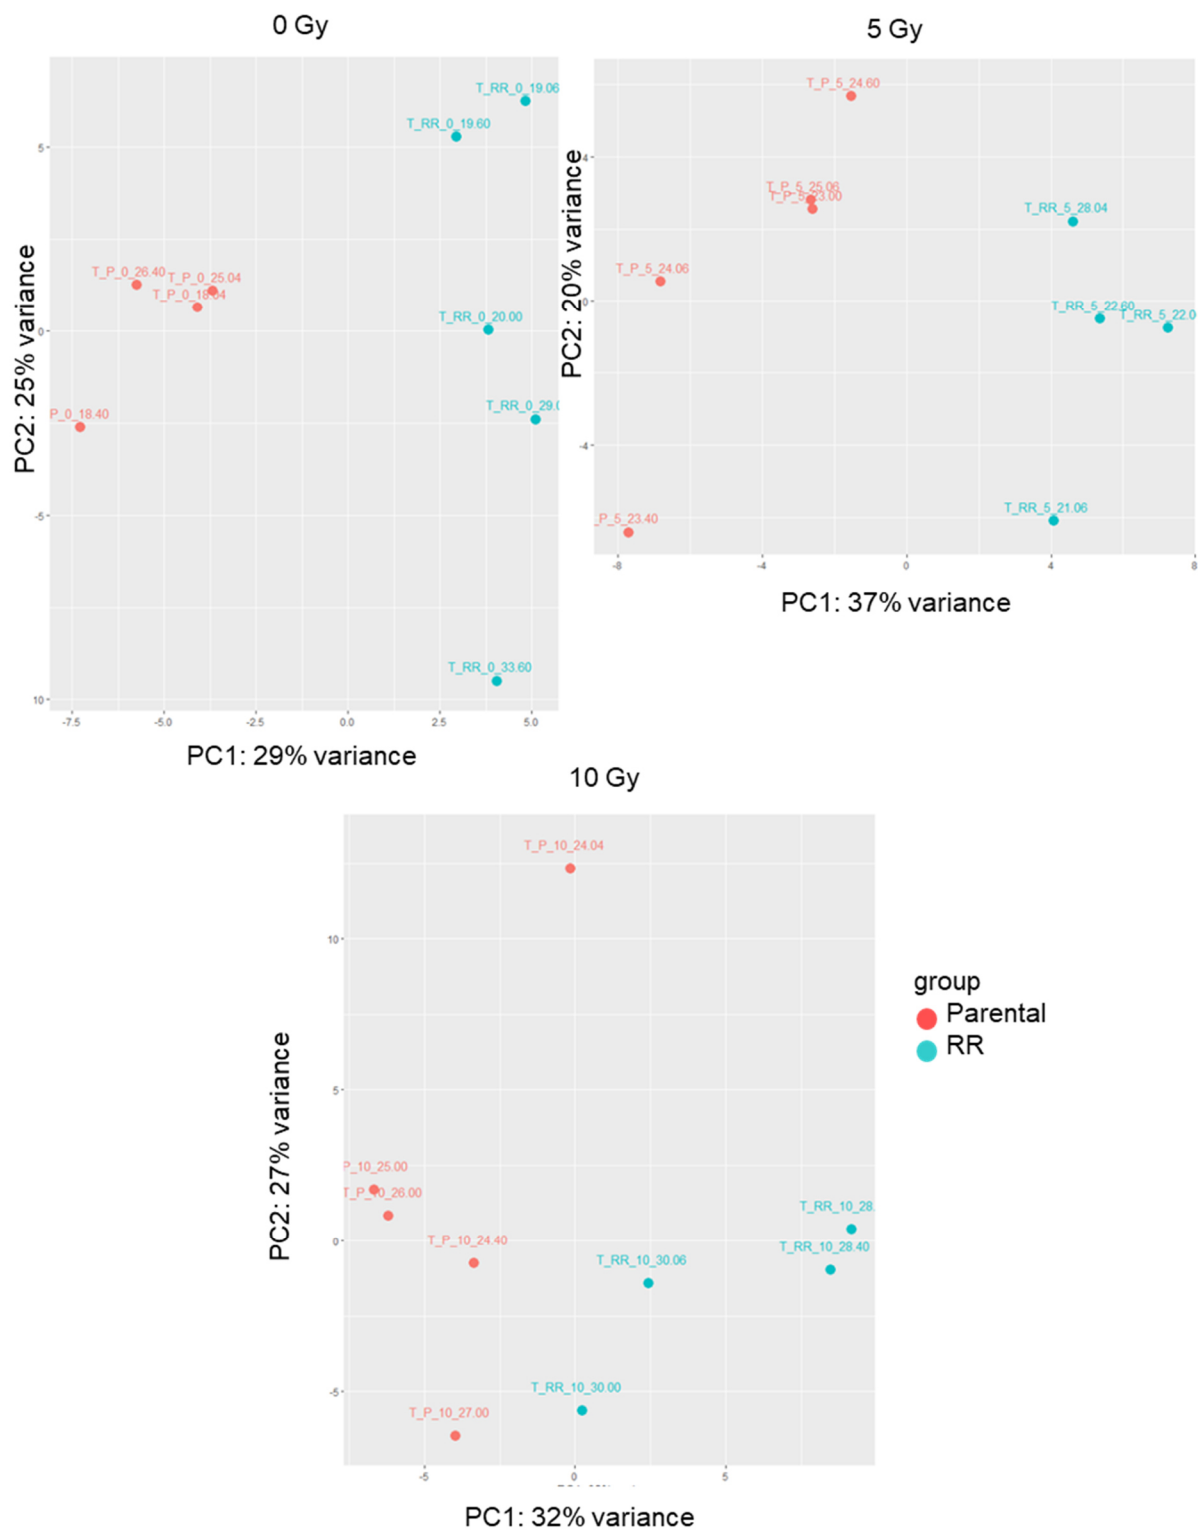 0 Gy
T_RR_0_19.06
T_RR_0_19.60
5
T_P_0_26.40
T_P_0_25.04
T_P_0_18.04
T_RR_0_20.00
0
T_RR_0_29.0
P_0_18.40
-5
T_RR_0_33.60
10
PC2: 25% variance
-7.5 -5.0 -2.5 0.0 2.5 5.0
PC1: 29% variance
5 Gy
T_P_5_24.60
4
T_P_5_25.06
T_P_5_23.00
T_RR_5_28.04
T_P_5_24.06
0
T_RR_5_22.60
T_RR_5_22.0
-4
T_RR_5_21.06
_P_5_23.40
PC2: 20% variance
-8 -4 0 4 8
PC1: 37% variance
10 Gy
T_P_10_24.04
10
5
P_10_25.00
T_P_10_26.00
T_RR_10_28.
0
T_P_10_24.40
T_RR_10_28.40
T_RR_10_30.06
-5
T_RR_10_30.00
T_P_10_27.00
PC2: 27% variance
-5 0 5
PC1: 32% variance
group
Parental
RR